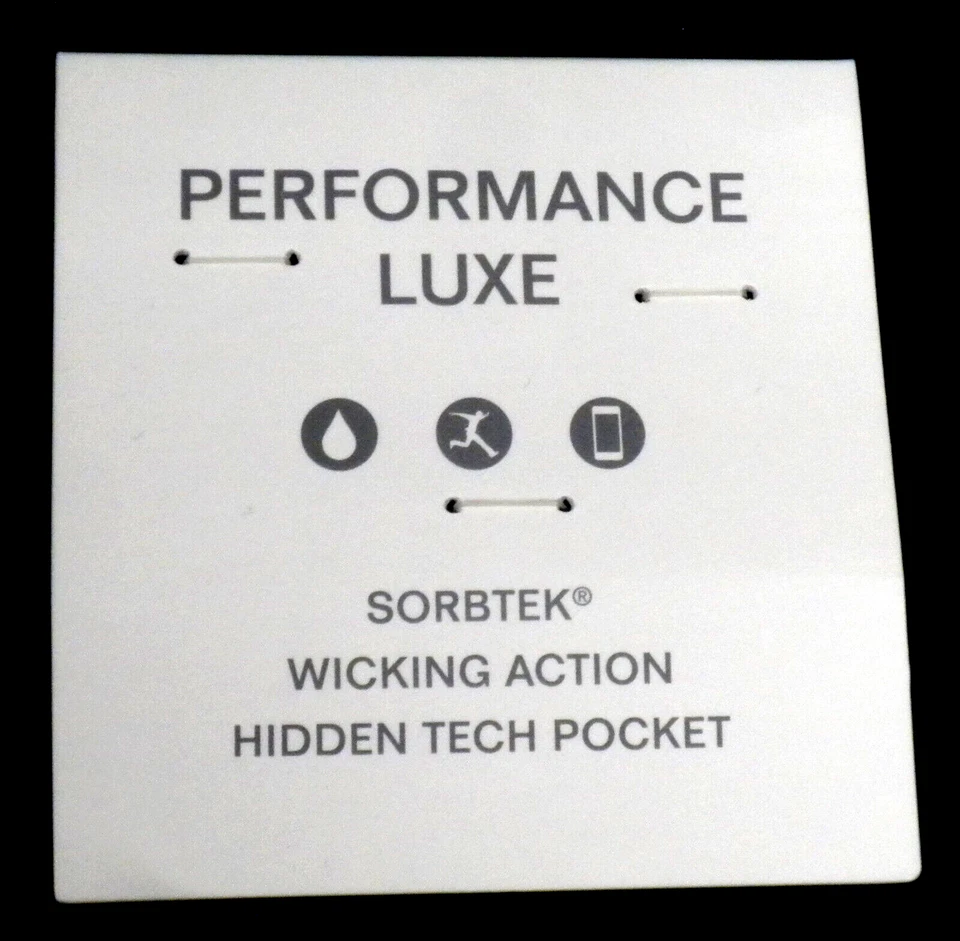 PERFORMANCE
LUXE
SORBTEK®
WICKING ACTION
HIDDEN TECH POCKET